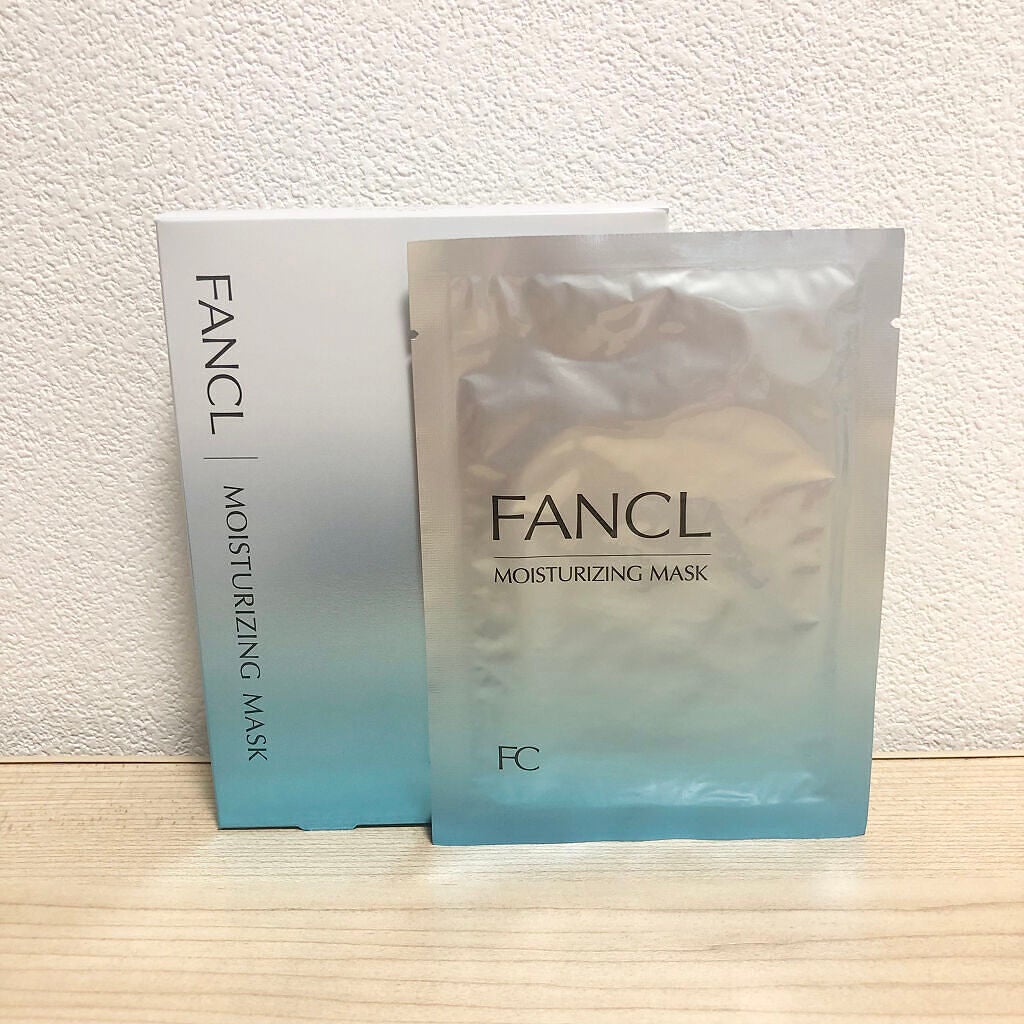 FANCL | MOISTURIZING MASK
FANCL
MOISTURIZING MASK
FC